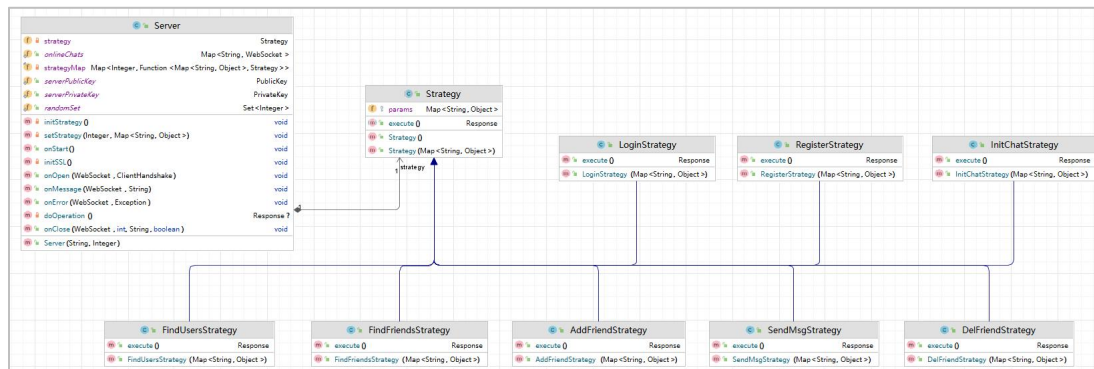 Server
strategy Strategy
onlineChats Map<String, WebSocket >
strategyMap Map<Integer, Function <Map<String, Object>, Strategy>>
serverPublicKey PublicKey
serverPrivateKey PrivateKey
randomSet Set<Integer>
initStrategy() void
setStrategy(Integer, Map<String, Object>) void
onStart() void
initSSL() void
onOpen (WebSocket , ClientHandshake) void
onMessage (WebSocket , String) void
onError (WebSocket , Exception ) void
doOperation () Response ?
onClose (WebSocket , int, String, boolean ) void
Server (String, Integer )
Strategy
params Map<String, Object>
execute () Response
Strategy ()
Strategy (Map<String, Object>)
1
strategy
1
LoginStrategy
execute () Response
LoginStrategy (Map<String, Object>)
RegisterStrategy
execute () Response
RegisterStrategy (Map<String, Object>)
InitChatStrategy
execute () Response
InitChatStrategy (Map<String, Object>)
FindUsersStrategy
execute () Response
FindUsersStrategy (Map<String, Object>)
FindFriendsStrategy
execute () Response
FindFriendsStrategy (Map<String, Object>)
AddFriendStrategy
execute () Response
AddFriendStrategy (Map<String, Object>)
SendMsgStrategy
execute () Response
SendMsgStrategy (Map<String, Object>)
DelFriendStrategy
execute () Response
DelFriendStrategy (Map<String, Object>)